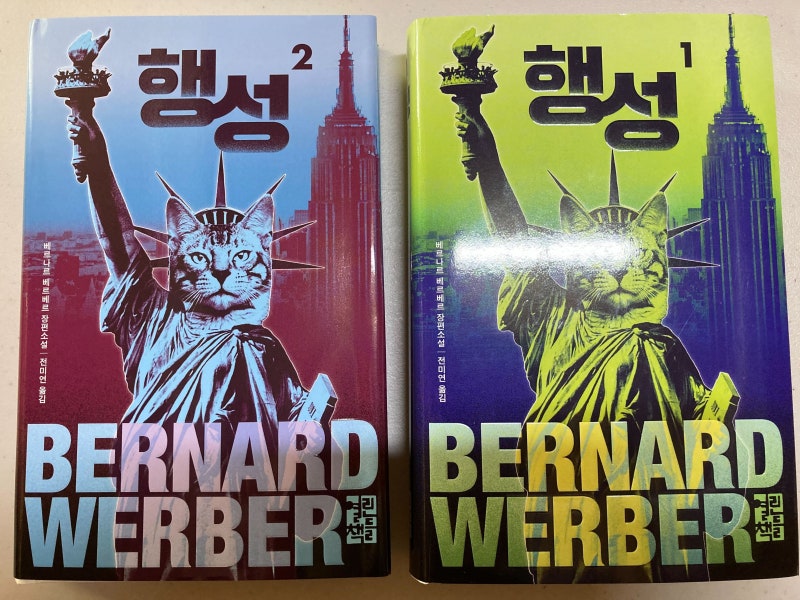 행성 2
베르나르 베르베르 장편소설 | 전미연 옮김
BERNARD
WERBER
열린책들
행성 1
베르나르 베르베르 장편소설 | 전미연 옮김
BERNARD
WERBER
열린책들